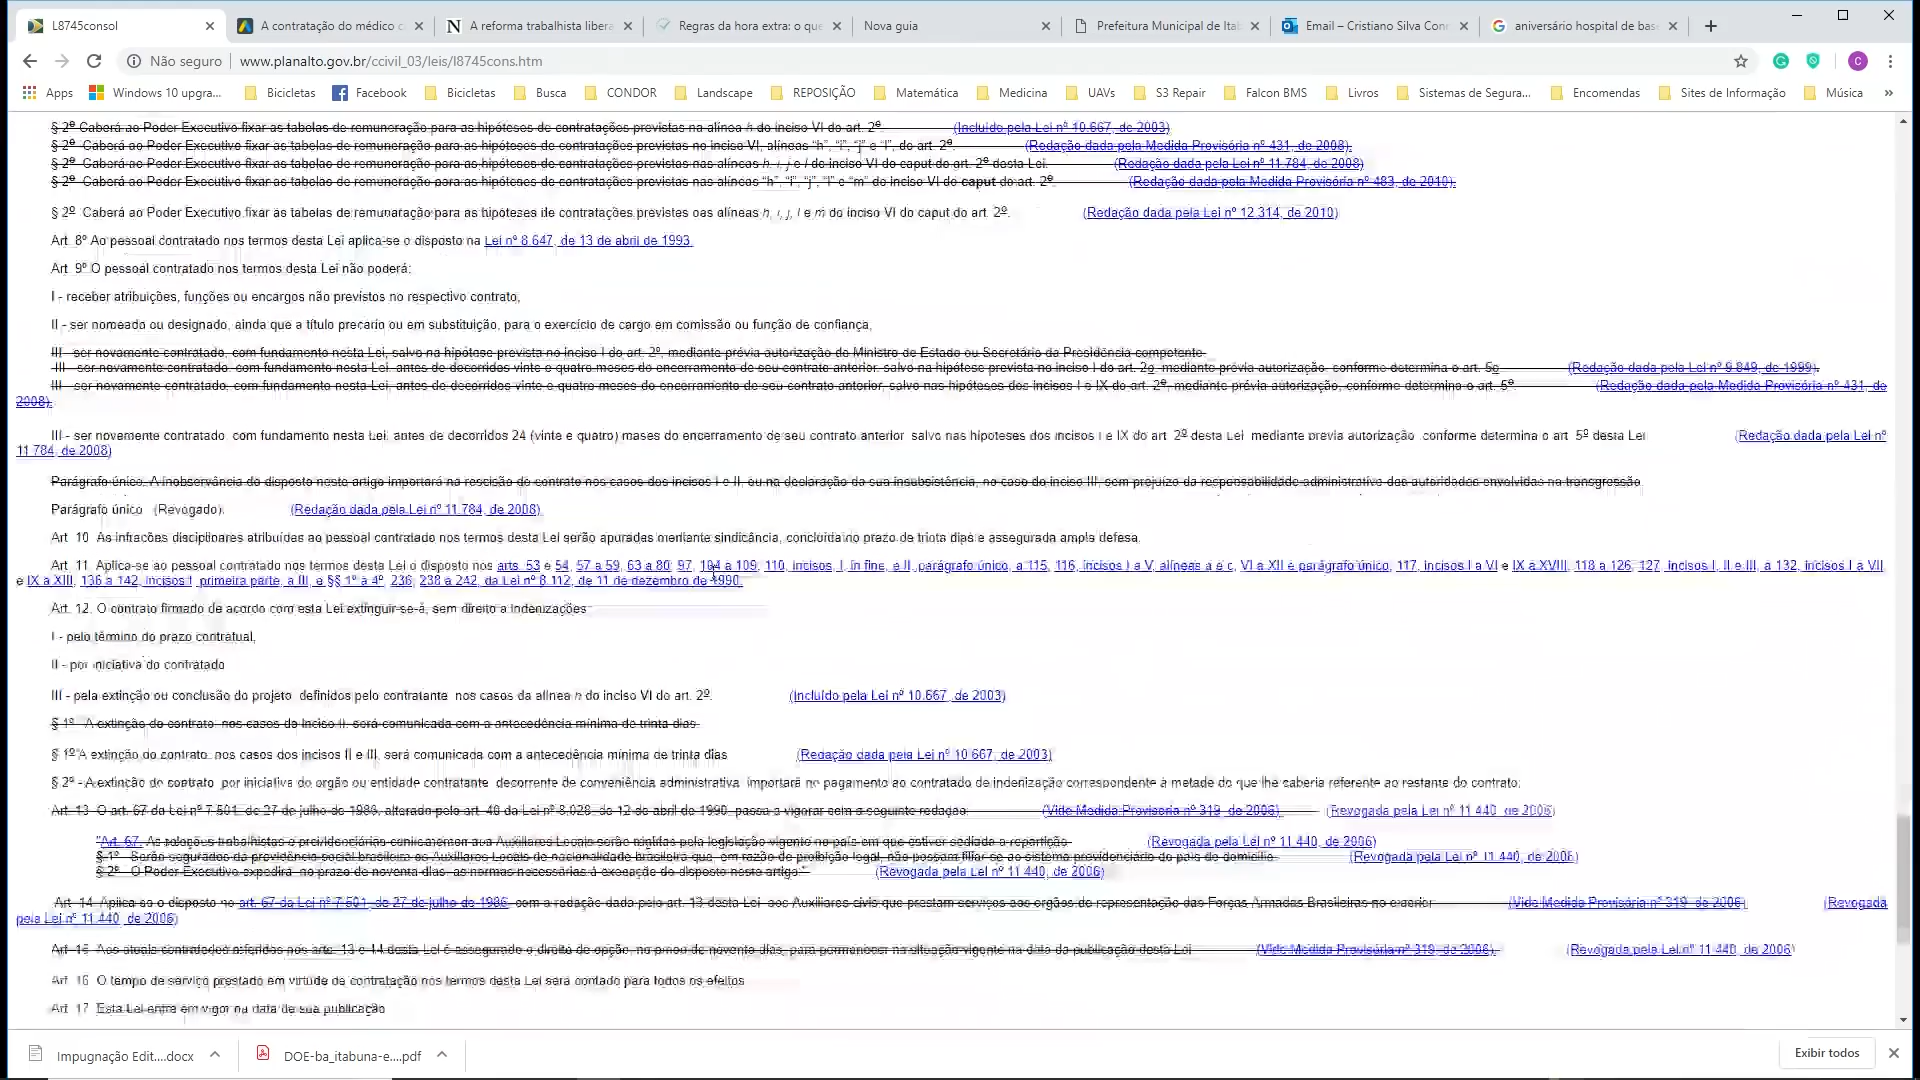 L8745consol
A contratação do médico c
A reforma trabalhista libera
Regras da hora extra: o que
Nova guia
Prefeitura Municipal de Ital
Email – Cristiano Silva Con
aniversário hospital de bas
Não seguro
www.planalto.gov.br/ccivil_03/leis/l8745cons.htm
Apps
Windows 10 upgra...
Bicicletas
Facebook
Bicicletas
Busca
CONDOR
Landscape
REPOSIÇÃO
Matemática
Medicina
UAVs
S3 Repair
Falcon BMS
Livros
Sistemas de Segura...
Encomendas
Sites de Informação
Música
»
§ 2º Caberá ao Poder Executivo fixar as tabelas de remuneração para as hipóteses de contratações previstas na alínea h do inciso VI do art. 2º. (Incluído pela Lei nº 10.667, de 2003)
§ 2º Caberá ao Poder Executivo fixar as tabelas de remuneração para as hipóteses de contratações previstas no inciso VI, alíneas “h”, “i”, “j” e “l”, do art. 2º. (Redação dada pela Medida Provisória nº 431, de 2008).
§ 2º Caberá ao Poder Executivo fixar as tabelas de remuneração para as hipóteses de contratações previstas nas alíneas h, i, j e l do inciso VI do caput do art. 2º desta Lei. (Redação dada pela Lei nº 11.784, de 2008)
§ 2º Caberá ao Poder Executivo fixar as tabelas de remuneração para as hipóteses de contratações previstas nas alíneas “h”, “i”, “j”, “l” e “m” do inciso VI do caput do art. 2º. (Redação dada pela Medida Provisória nº 483, de 2010).
§ 2º Caberá ao Poder Executivo fixar as tabelas de remuneração para as hipóteses de contratações previstas nas alíneas h, i, j, l e m do inciso VI do caput do art. 2º. (Redação dada pela Lei nº 12.314, de 2010)
Art. 8º Ao pessoal contratado nos termos desta Lei aplica-se o disposto na Lei nº 8.647, de 13 de abril de 1993.
Art. 9º O pessoal contratado nos termos desta Lei não poderá:
I - receber atribuições, funções ou encargos não previstos no respectivo contrato;
II - ser nomeado ou designado, ainda que a título precário ou em substituição, para o exercício de cargo em comissão ou função de confiança;
III - ser novamente contratado, com fundamento nesta Lei, salvo na hipótese prevista no inciso I do art. 2º, mediante prévia autorização do Ministro de Estado ou Secretário da Presidência competente.
III - ser novamente contratado, com fundamento nesta Lei, antes de decorridos vinte e quatro meses do encerramento de seu contrato anterior, salvo na hipótese prevista no inciso I do art. 2o, mediante prévia autorização, conforme determina o art. 5o. (Redação dada pela Lei nº 9.849, de 1999).
III - ser novamente contratado, com fundamento nesta Lei, antes de decorridos vinte e quatro meses do encerramento de seu contrato anterior, salvo nas hipóteses dos incisos I e IX do art. 2º, mediante prévia autorização, conforme determina o art. 5º. (Redação dada pela Medida Provisória nº 431, de
2008).
III - ser novamente contratado, com fundamento nesta Lei, antes de decorridos 24 (vinte e quatro) meses do encerramento de seu contrato anterior, salvo nas hipóteses dos incisos I e IX do art. 2º desta Lei, mediante prévia autorização, conforme determina o art. 5º desta Lei. (Redação dada pela Lei nº
11.784, de 2008)
Parágrafo único. A inobservância do disposto neste artigo importará na rescisão do contrato nos casos dos incisos I e II, ou na declaração da sua insubsistência, no caso do inciso III, sem prejuízo da responsabilidade administrativa das autoridades envolvidas na transgressão.
Parágrafo único. (Revogado). (Redação dada pela Lei nº 11.784, de 2008)
Art. 10. As infrações disciplinares atribuídas ao pessoal contratado nos termos desta Lei serão apuradas mediante sindicância, concluída no prazo de trinta dias e assegurada ampla defesa.
Art. 11. Aplica-se ao pessoal contratado nos termos desta Lei o disposto nos arts. 53 e 54, 57 a 59, 63 a 80, 97, 104 a 109, 110, incisos, I, in fine, e II, parágrafo único, a 115, 116, incisos I a V, alíneas a e c, VI a XII e parágrafo único, 117, incisos I a VI e IX a XVIII, 118 a 126, 127, incisos I, II e III, a 132, incisos I a VII,
e IX a XIII, 136 a 142, incisos I, primeira parte, a III, e §§ 1º a 4º, 236, 238 a 242, da Lei nº 8.112, de 11 de dezembro de 1990.
Art. 12. O contrato firmado de acordo com esta Lei extinguir-se-á, sem direito a indenizações:
I - pelo término do prazo contratual;
II - por iniciativa do contratado.
III - pela extinção ou conclusão do projeto, definidos pelo contratante, nos casos da alínea h do inciso VI do art. 2º. (Incluído pela Lei nº 10.667, de 2003)
§ 1º A extinção do contrato, nos casos do inciso II, será comunicada com a antecedência mínima de trinta dias.
§ 1º A extinção do contrato, nos casos dos incisos II e III, será comunicada com a antecedência mínima de trinta dias. (Redação dada pela Lei nº 10.667, de 2003)
§ 2º - A extinção do contrato, por iniciativa do órgão ou entidade contratante, decorrente de conveniência administrativa, importará no pagamento ao contratado de indenização correspondente à metade do que lhe caberia referente ao restante do contrato.
Art. 13. O art. 67 da Lei nº 7.501, de 27 de julho de 1986, alterado pelo art. 40 da Lei nº 8.028, de 12 de abril de 1990, passa a vigorar com a seguinte redação: (Vide Medida Provisória nº 319, de 2006) (Revogada pela Lei nº 11.440, de 2006)
"Art. 67. As relações trabalhistas e previdenciárias concernentes aos Auxiliares Locais serão regidas pela legislação vigente no país em que estiver sediada a repartição. (Revogada pela Lei nº 11.440, de 2006)
§ 1º Serão segurados da previdência social brasileira os Auxiliares Locais de nacionalidade brasileira que, em razão de proibição legal, não possam filiar-se ao sistema previdenciário do país de domicílio. (Revogada pela Lei nº 11.440, de 2006)
§ 2º O Poder Executivo expedirá, no prazo de noventa dias, as normas necessárias à execução do disposto neste artigo." (Revogada pela Lei nº 11.440, de 2006)
Art. 14. Aplica-se o disposto no art. 67 da Lei nº 7.501, de 27 de julho de 1986, com a redação dada pelo art. 13 desta Lei, aos Auxiliares civis que prestam serviços aos órgãos de representação das Forças Armadas Brasileiras no exterior. (Vide Medida Provisória nº 319, de 2006) (Revogada
pela Lei nº 11.440, de 2006)
Art. 15. Aos atuais contratados referidos nos arts. 13 e 14 desta Lei é assegurado o direito de opção, no prazo de noventa dias, para permanecer na situação vigente na data da publicação desta Lei. (Vide Medida Provisória nº 319, de 2006). (Revogada pela Lei nº 11.440, de 2006)
Art. 16. O tempo de serviço prestado em virtude de contratação nos termos desta Lei será contado para todos os efeitos.
Art. 17. Esta Lei entra em vigor na data de sua publicação.
Impugnação Edit....docx
DOE-ba_itabuna-e....pdf
Exibir todos